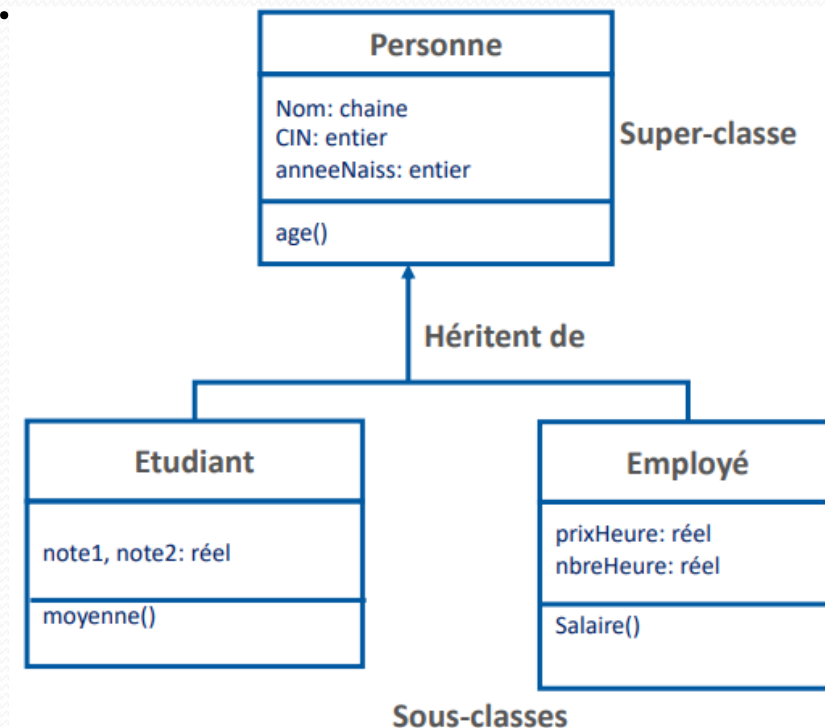 Personne
Nom: chaine
CIN: entier
anneeNaiss: entier
Super-classe
age()
Héritent de
Etudiant
note1, note2: réel
moyenne()
Employé
prixHeure: réel
nbreHeure: réel
Salaire()
Sous-classes